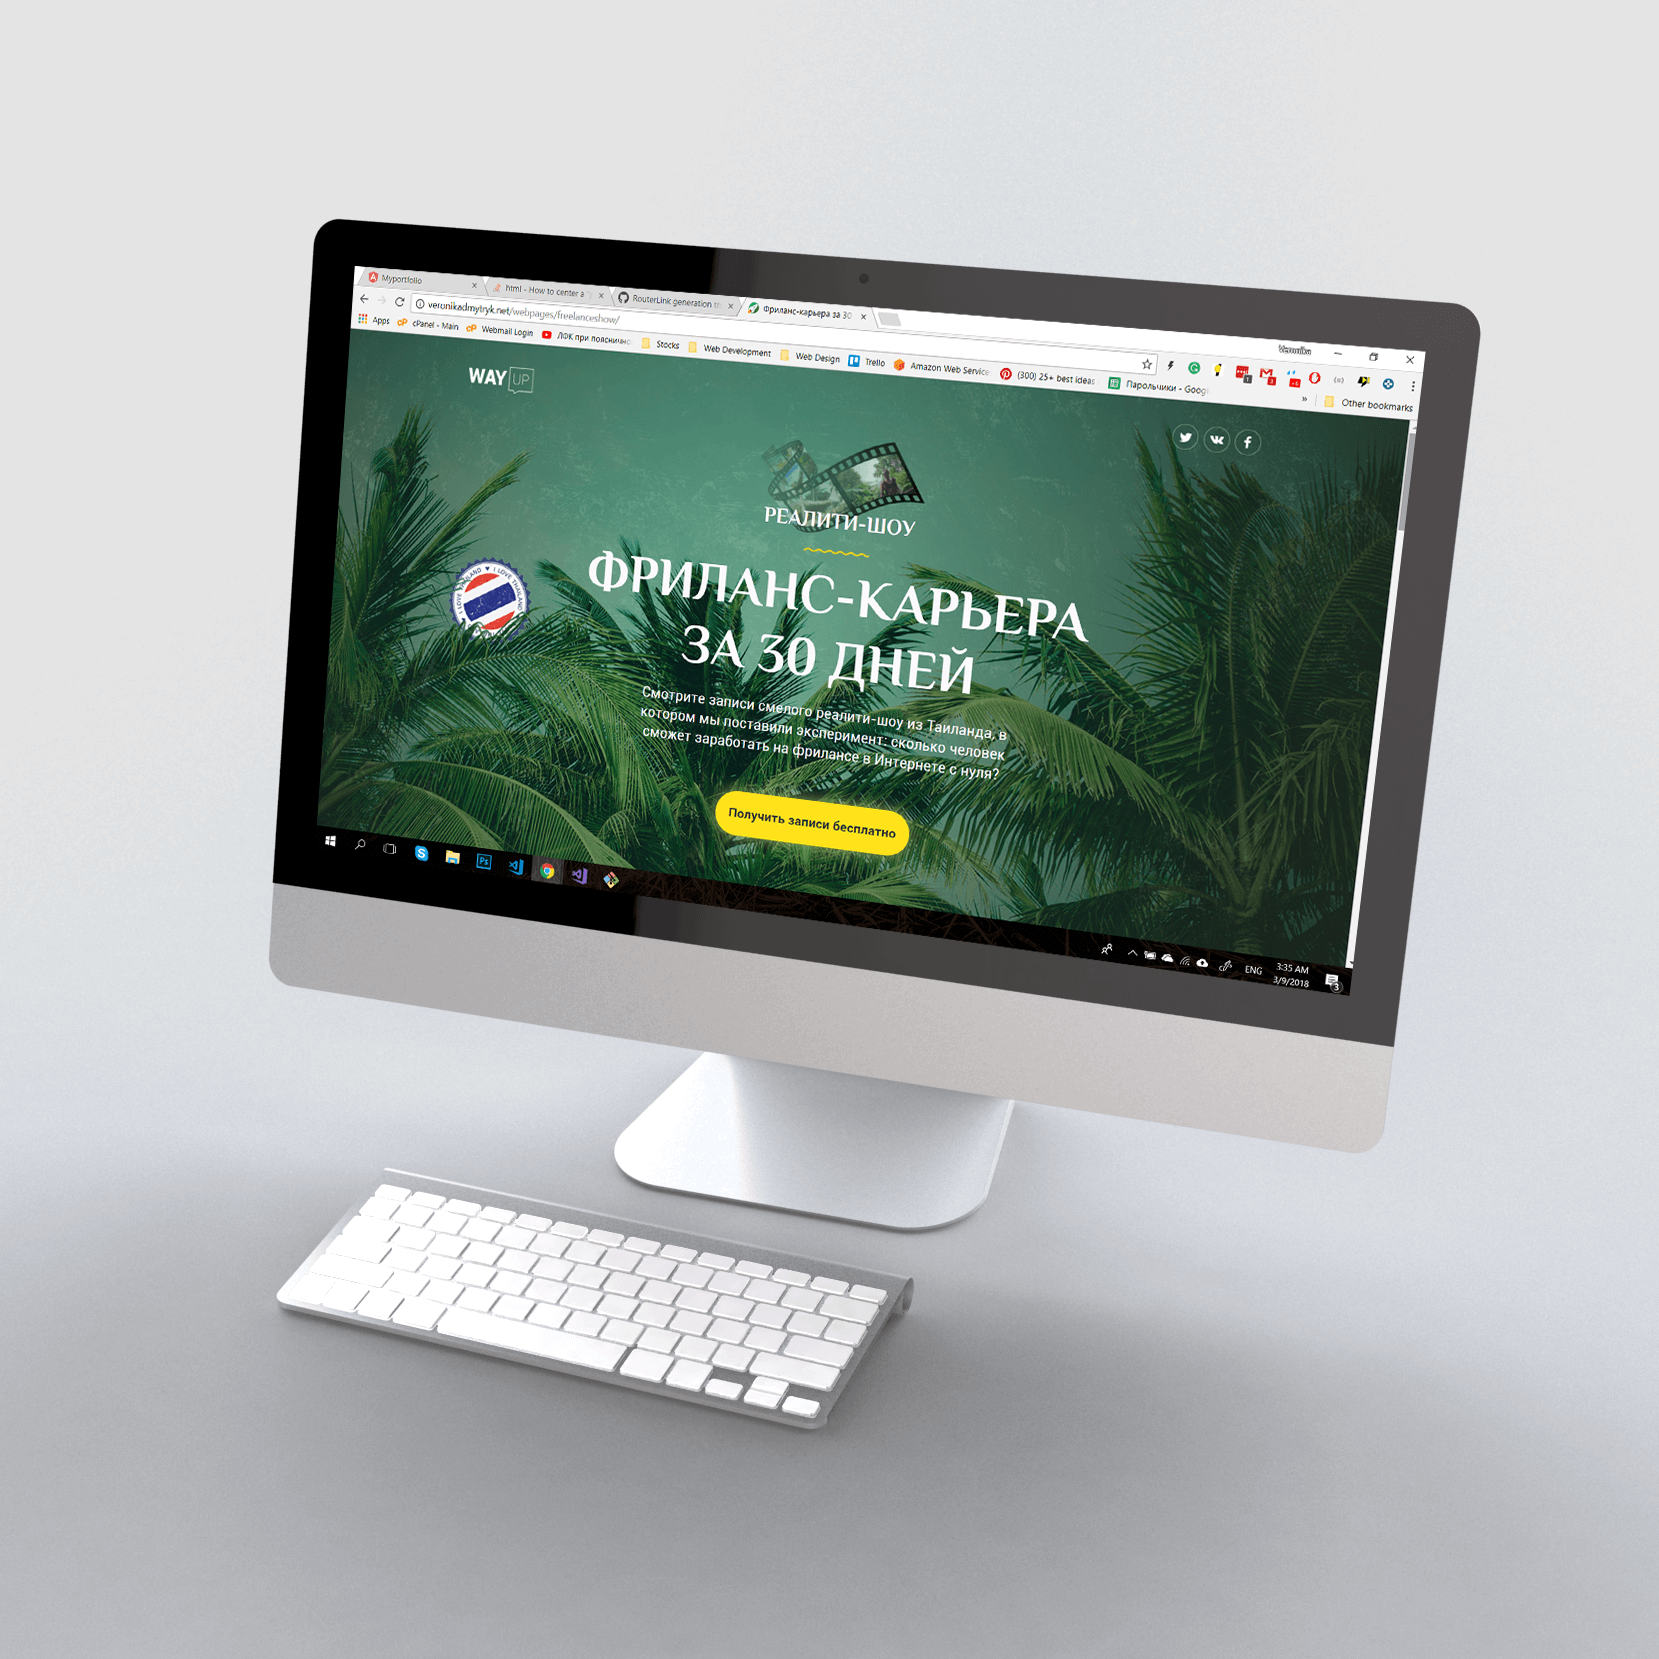 Myportfolio
html - How to center a
RouterLink generation th
Фриланс-карьера за 30
Veronika
veronikadmytryk.net/webpages/freelanceshow/
Apps
cPanel - Main
Webmail Login
ЛФК при пояснично
Stocks
Web Development
Web Design
Trello
Amazon Web Service
(300) 25+ best ideas
Парольчики - Googl
Other bookmarks
WAY UP
РЕАЛИТИ-ШОУ
ФРИЛАНС-КАРЬЕРА
ЗА 30 ДНЕЙ
I LOVE THAILAND ♥ I LOVE THAILAND
Смотрите записи смелого реалити-шоу из Таиланда, в
котором мы поставили эксперимент: сколько человек
сможет заработать на фрилансе в Интернете с нуля?
Получить записи бесплатно
Ps
ENG
3:35 AM
3/9/2018
3